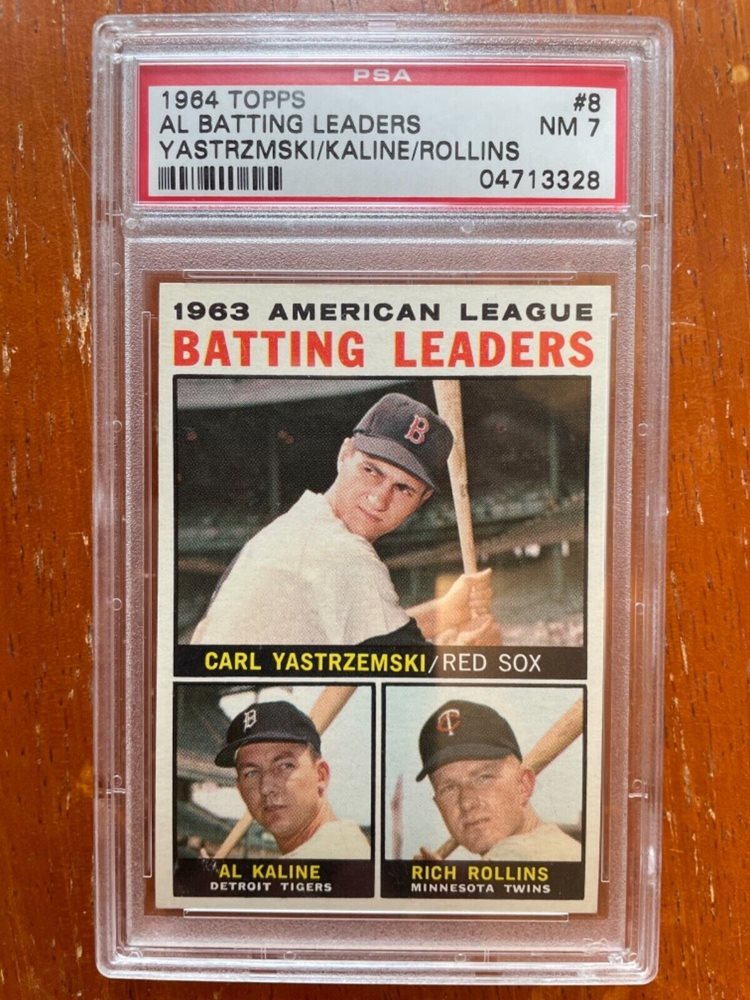 PSA
1964 TOPPS #8
AL BATTING LEADERS NM 7
YASTRZMSKI/KALINE/ROLLINS
04713328
1963 AMERICAN LEAGUE
BATTING LEADERS
B
CARL YASTRZEMSKI/RED SOX
D
TC
AL KALINE
DETROIT TIGERS
RICH ROLLINS
MINNESOTA TWINS